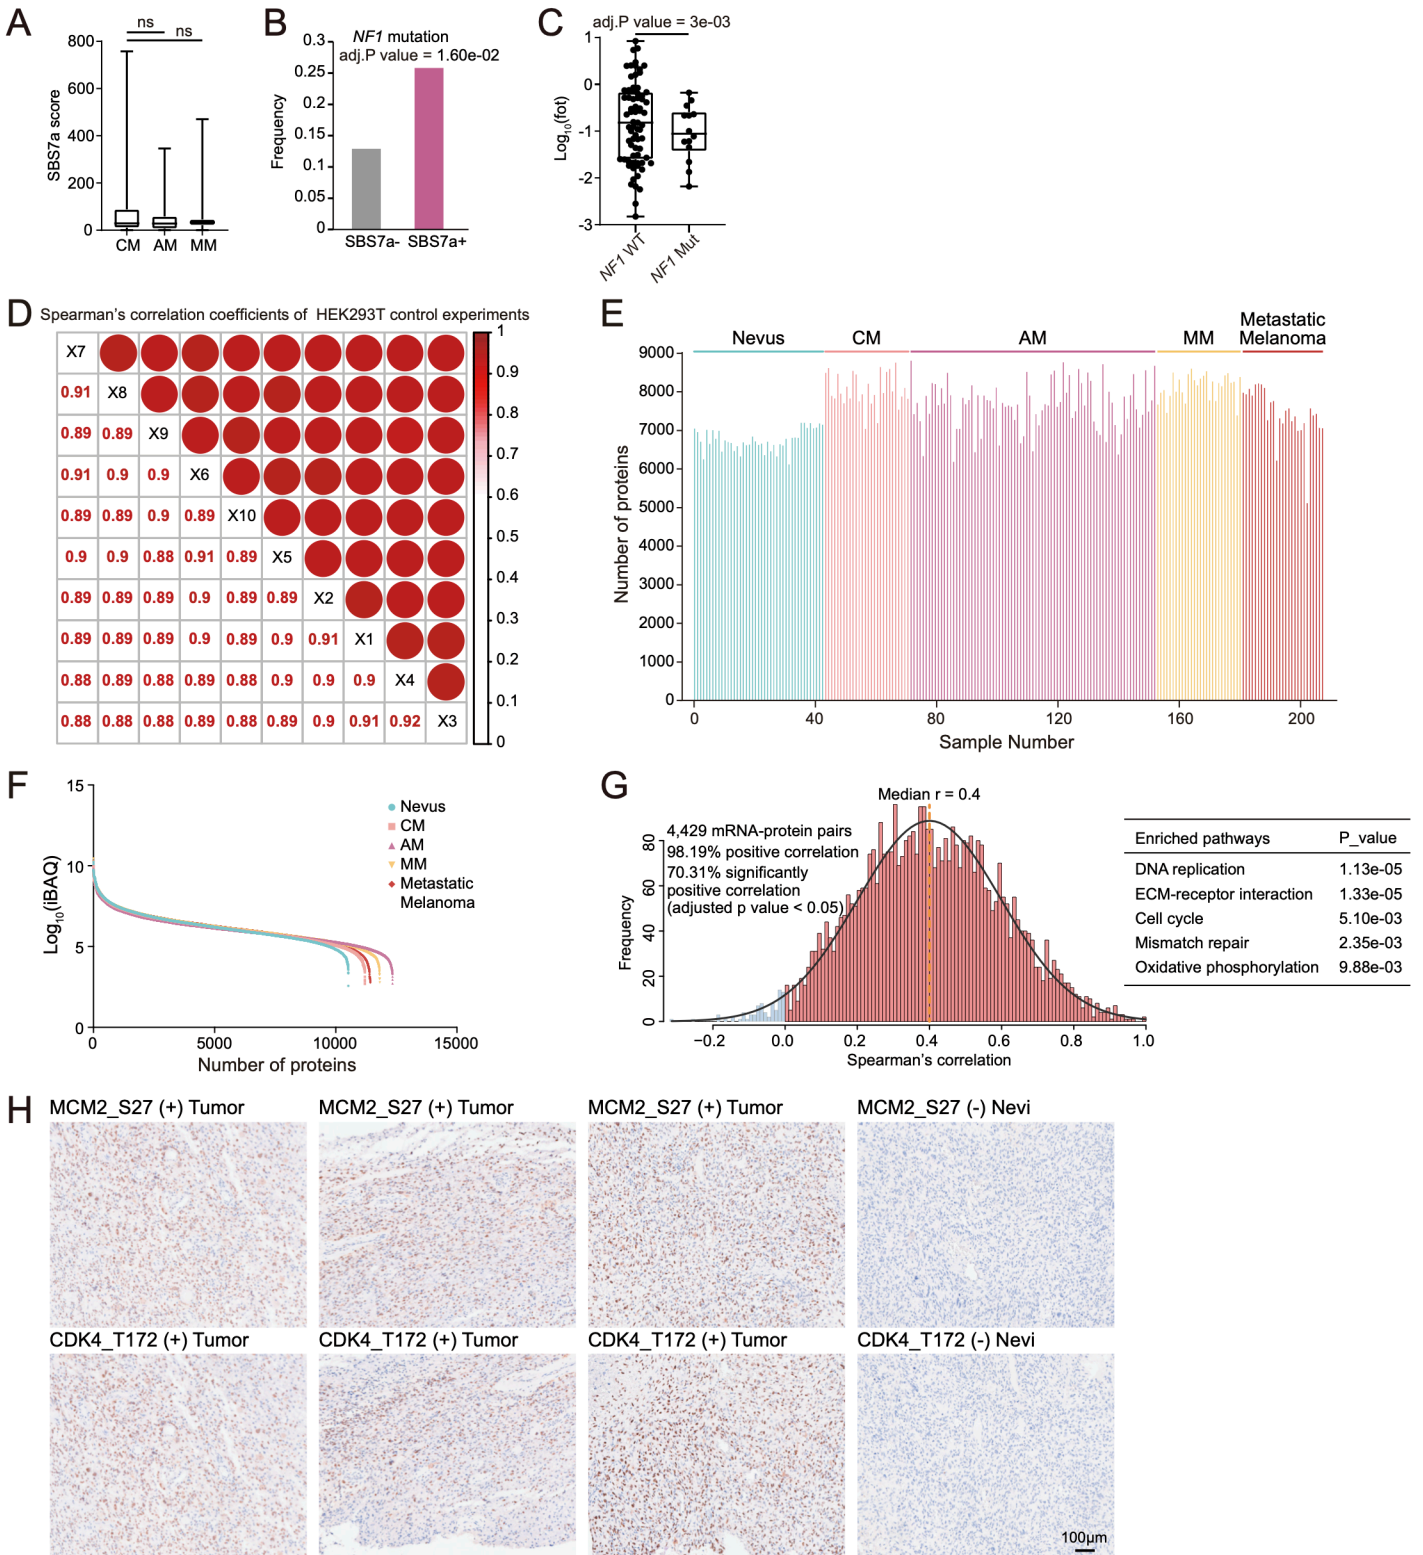 A
ns
ns
SBS7a score
800
600
400
200
0
CM AM MM
B
NF1 mutation
adj.P value = 1.60e-02
Frequency
0.3
0.25
0.2
0.15
0.1
0.05
0
SBS7a- SBS7a+
C
adj.P value = 3e-03
Log10(fot)
1
0
-1
-2
-3
NF1 WT
NF1 Mut
D
Spearman's correlation coefficients of HEK293T control experiments
X7
0.91 X8
0.89 0.89 X9
0.91 0.9 0.9 X6
0.89 0.89 0.9 0.89 X10
0.9 0.9 0.88 0.91 0.89 X5
0.89 0.89 0.89 0.9 0.89 0.89 X2
0.89 0.89 0.89 0.9 0.89 0.9 0.91 X1
0.88 0.89 0.88 0.89 0.88 0.9 0.9 0.9 X4
0.88 0.88 0.88 0.89 0.88 0.89 0.9 0.91 0.92 X3
1
0.9
0.8
0.7
0.6
0.5
0.4
0.3
0.2
0.1
0
E
Nevus CM AM MM Metastatic
Melanoma
Number of proteins
9000
8000
7000
6000
5000
4000
3000
2000
1000
0
0 40 80 120 160 200
Sample Number
F
Log10(iBAQ)
15
10
5
0
0 5000 10000 15000
Number of proteins
Nevus
CM
AM
MM
Metastatic
Melanoma
G
Median r = 0.4
4,429 mRNA-protein pairs
98.19% positive correlation
70.31% significantly
positive correlation
(adjusted p value < 0.05)
Frequency
80
60
40
20
0
−0.2 0.0 0.2 0.4 0.6 0.8 1.0
Spearman's correlation
Enriched pathways P_value
DNA replication 1.13e-05
ECM-receptor interaction 1.33e-05
Cell cycle 5.10e-03
Mismatch repair 2.35e-03
Oxidative phosphorylation 9.88e-03
H
MCM2_S27 (+) Tumor MCM2_S27 (+) Tumor MCM2_S27 (+) Tumor MCM2_S27 (-) Nevi
CDK4_T172 (+) Tumor CDK4_T172 (+) Tumor CDK4_T172 (+) Tumor CDK4_T172 (-) Nevi
100μm